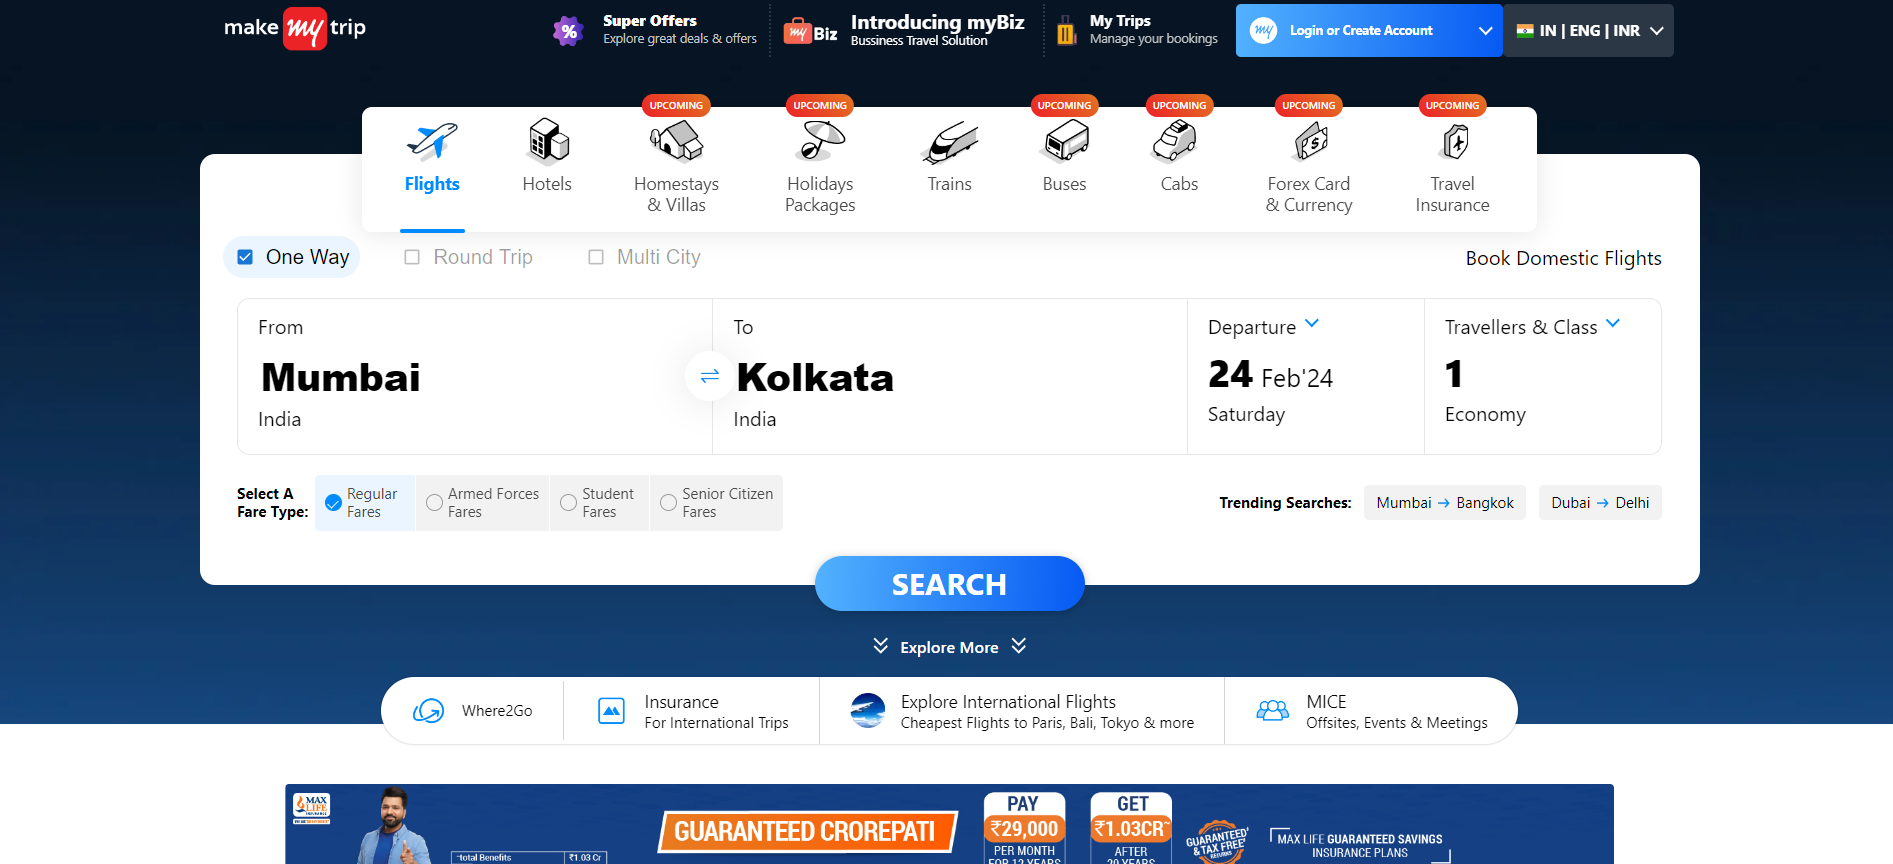 make my trip
Super Offers
Explore great deals & offers
my Biz
Introducing myBiz
Bussiness Travel Solution
My Trips
Manage your bookings
my Login or Create Account
IN | ENG | INR
UPCOMING
UPCOMING
UPCOMING
UPCOMING
UPCOMING
UPCOMING
Flights
Hotels
Homestays
& Villas
Holidays
Packages
Trains
Buses
Cabs
Forex Card
& Currency
Travel
Insurance
One Way
Round Trip
Multi City
Book Domestic Flights
From
Mumbai
India
To
Kolkata
India
Departure
24 Feb'24
Saturday
Travellers & Class
1
Economy
Select A
Fare Type:
Regular
Fares
Armed Forces
Fares
Student
Fares
Senior Citizen
Fares
Trending Searches:
Mumbai → Bangkok
Dubai → Delhi
SEARCH
Explore More
Where2Go
Insurance
For International Trips
Explore International Flights
Cheapest Flights to Paris, Bali, Tokyo & more
MICE
Offsites, Events & Meetings
MAX
LIFE
INSURANCE
Total Benefits ₹1.03 Cr
GUARANTEED CROREPATI
PAY
₹29,000
PER MONTH
FOR 12 YEARS
GET
₹1.03CR~
AFTER
20 YEARS
GUARANTEED
& TAX FREE
RETURNS
MAX LIFE GUARANTEED SAVINGS
INSURANCE PLANS